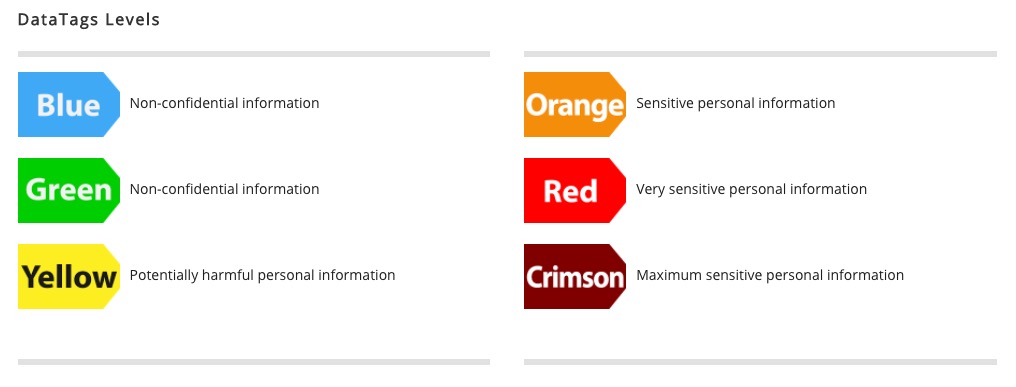 DataTags Levels
Blue Non-confidential information
Green Non-confidential information
Yellow Potentially harmful personal information
Orange Sensitive personal information
Red Very sensitive personal information
Crimson Maximum sensitive personal information